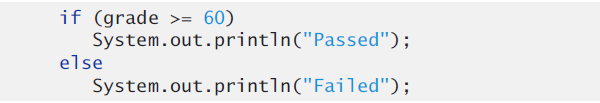 if (grade >= 60)
   System.out.println("Passed");
else
   System.out.println("Failed");